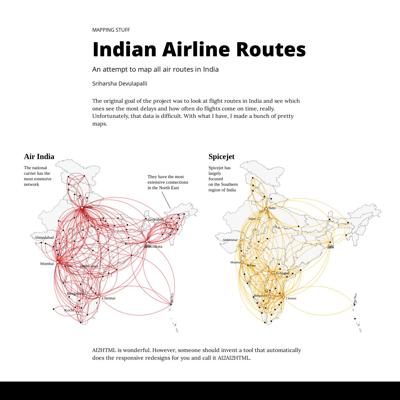 MAPPING STUFF
Indian Airline Routes
An attempt to map all air routes in India
Sriharsha Devulapalli
The original goal of the project was to look at flight routes in India and see which
ones see the most delays and how often do flights come on time, really.
Unfortunately, that data is difficult. With what I have, I made a bunch of pretty
maps.
Air India
The national
carrier has the
most extensive
network
They have the most
extensive connections
in the North East
Ahmedabad
Mumbai
Chennai
Spicejet
Spicejet has
largely
focused
on the Southern
region of India
Chennai
AI2HTML is wonderful. However, someone should invent a tool that automatically
does the responsive redesigns for you and call it AI2AI2HTML.